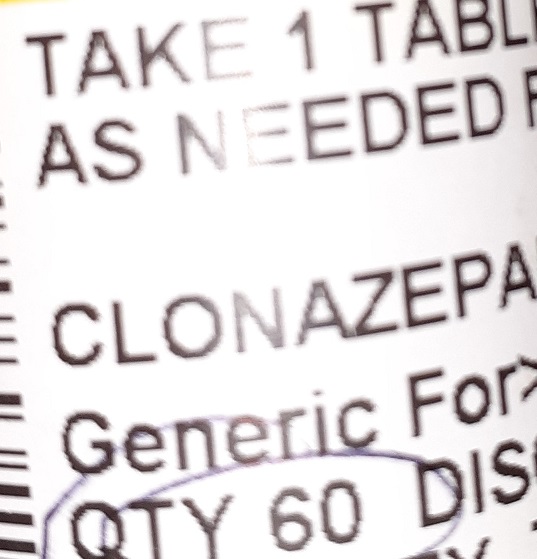 TAKE 1 TABL
AS NEEDED
CLONAZEPA
Generic For>
QTY 60 DIS